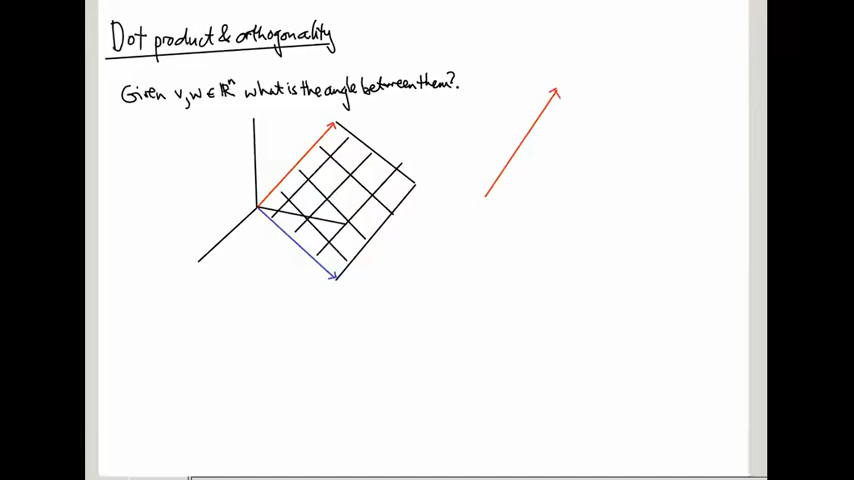 Dot product & orthogonality
Given v, w ∈ ℝⁿ what is the angle between them?.